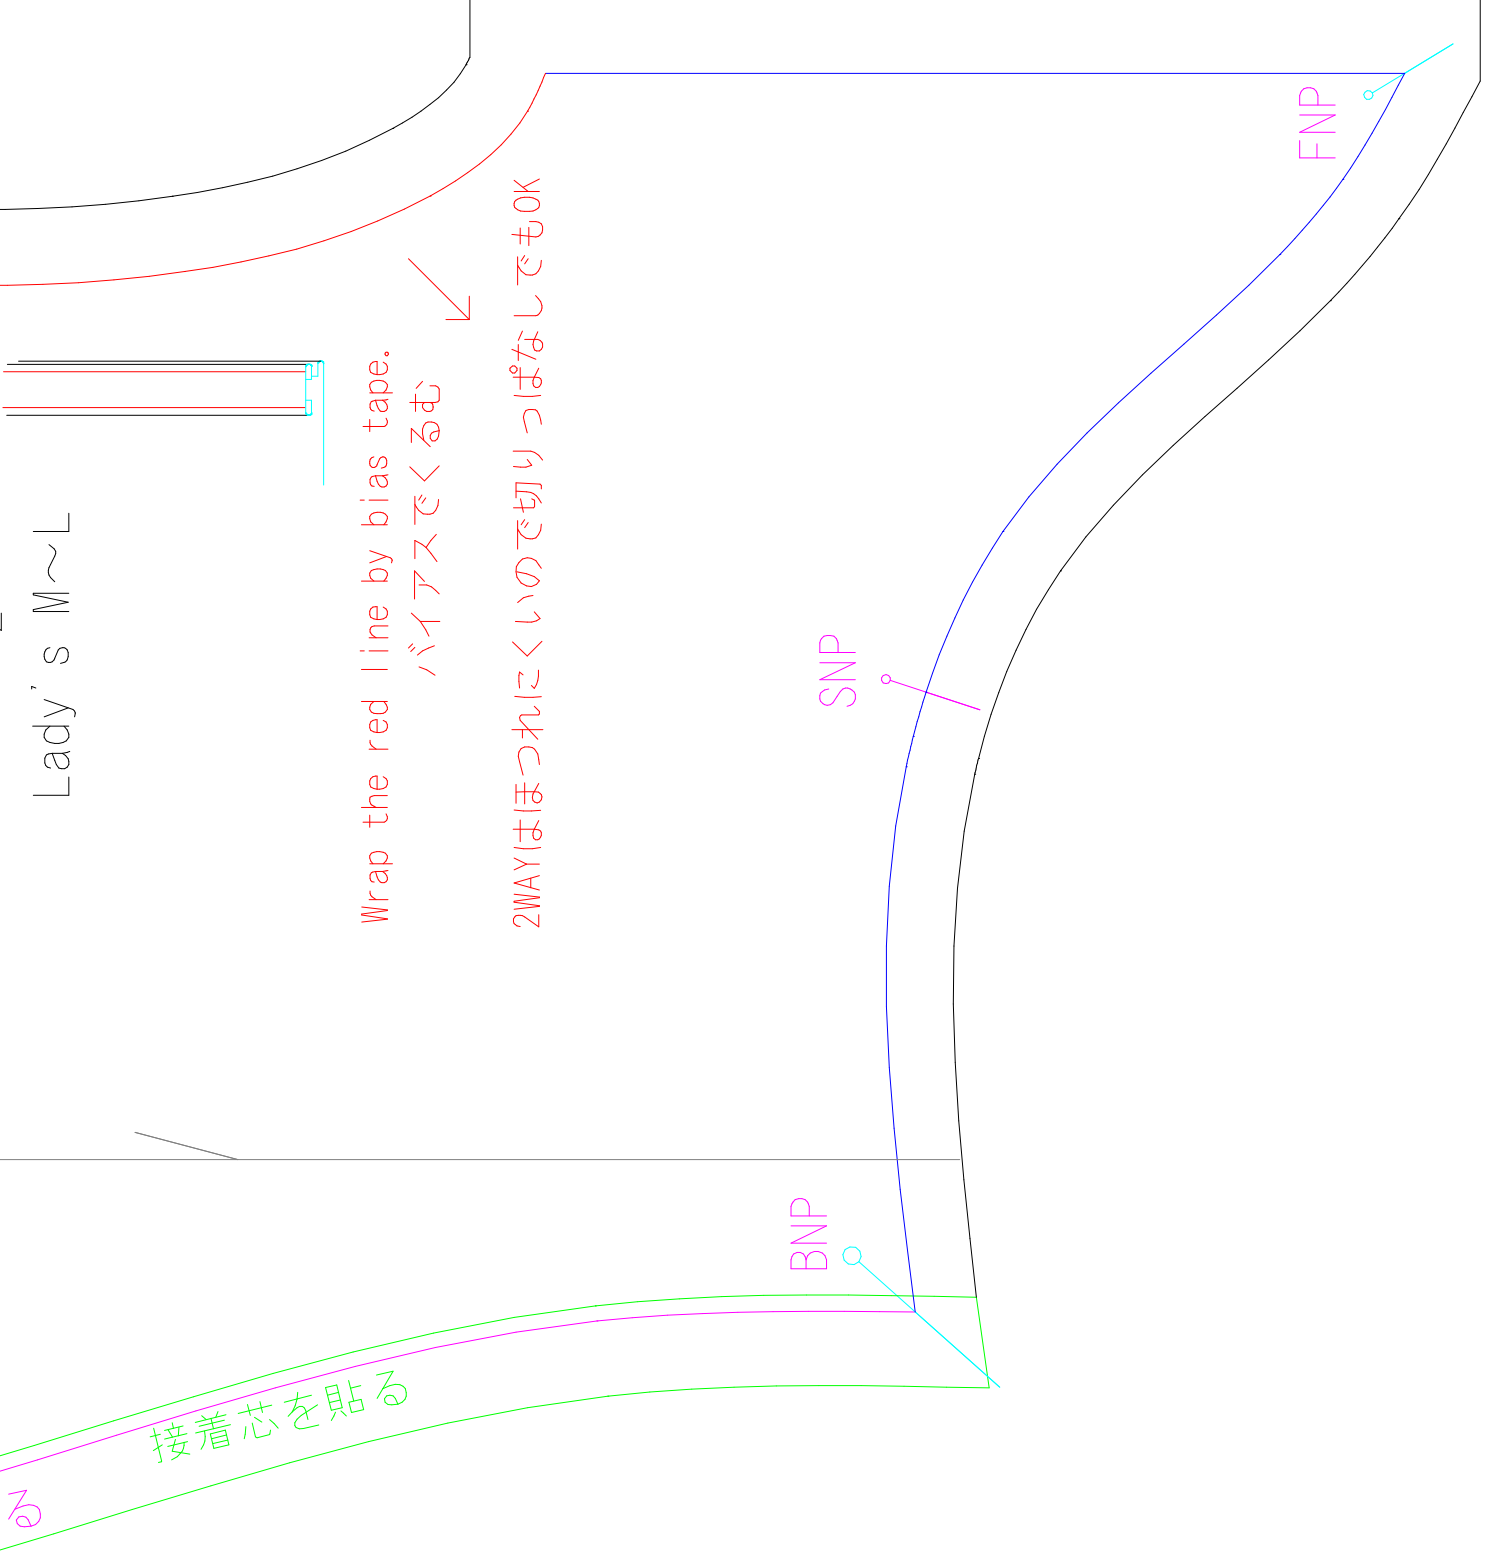 Lady's M～L
Wrap the red line by bias tape.
バイアスでくるむ
2WAYはほつれにくいので切りっぱなしでもOK
FNP
SNP
BNP
接着芯を貼る
る